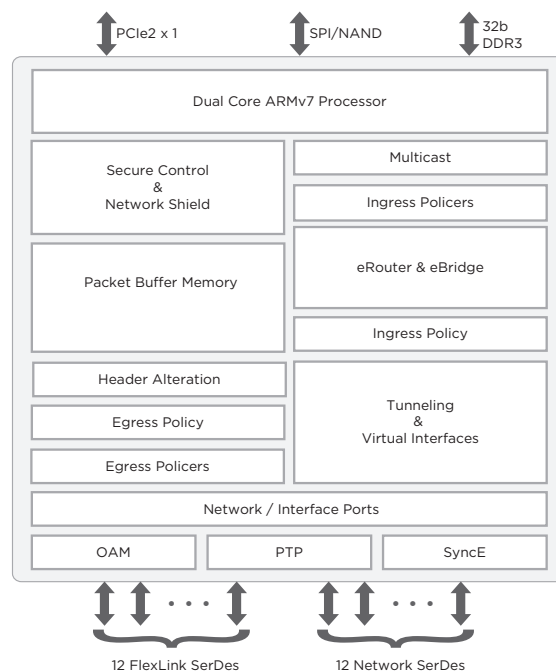 PCIe2 x 1
SPI/NAND
32b
DDR3
Dual Core ARMv7 Processor
Secure Control
&
Network Shield
Multicast
Ingress Policers
Packet Buffer Memory
eRouter & eBridge
Ingress Policy
Header Alteration
Egress Policy
Egress Policers
Tunneling
&
Virtual Interfaces
Network / Interface Ports
OAM
PTP
SyncE
12 FlexLink SerDes
12 Network SerDes